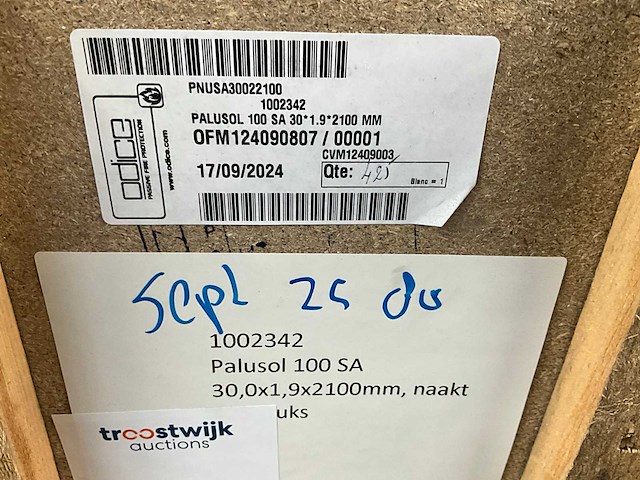 PNUSA30022100
1002342
PALUSOL 100 SA 30*1.9*2100 MM
OFM124090807 / 00001
CVM12409003
17/09/2024
Qte:
Blanc = 1
odice
PASSIVE FIRE PROTECTION
www.odice.com
Sept 25
1002342
Palusol 100 SA
30,0x1,9x2100mm, naakt
uks
troostwijk
auctions